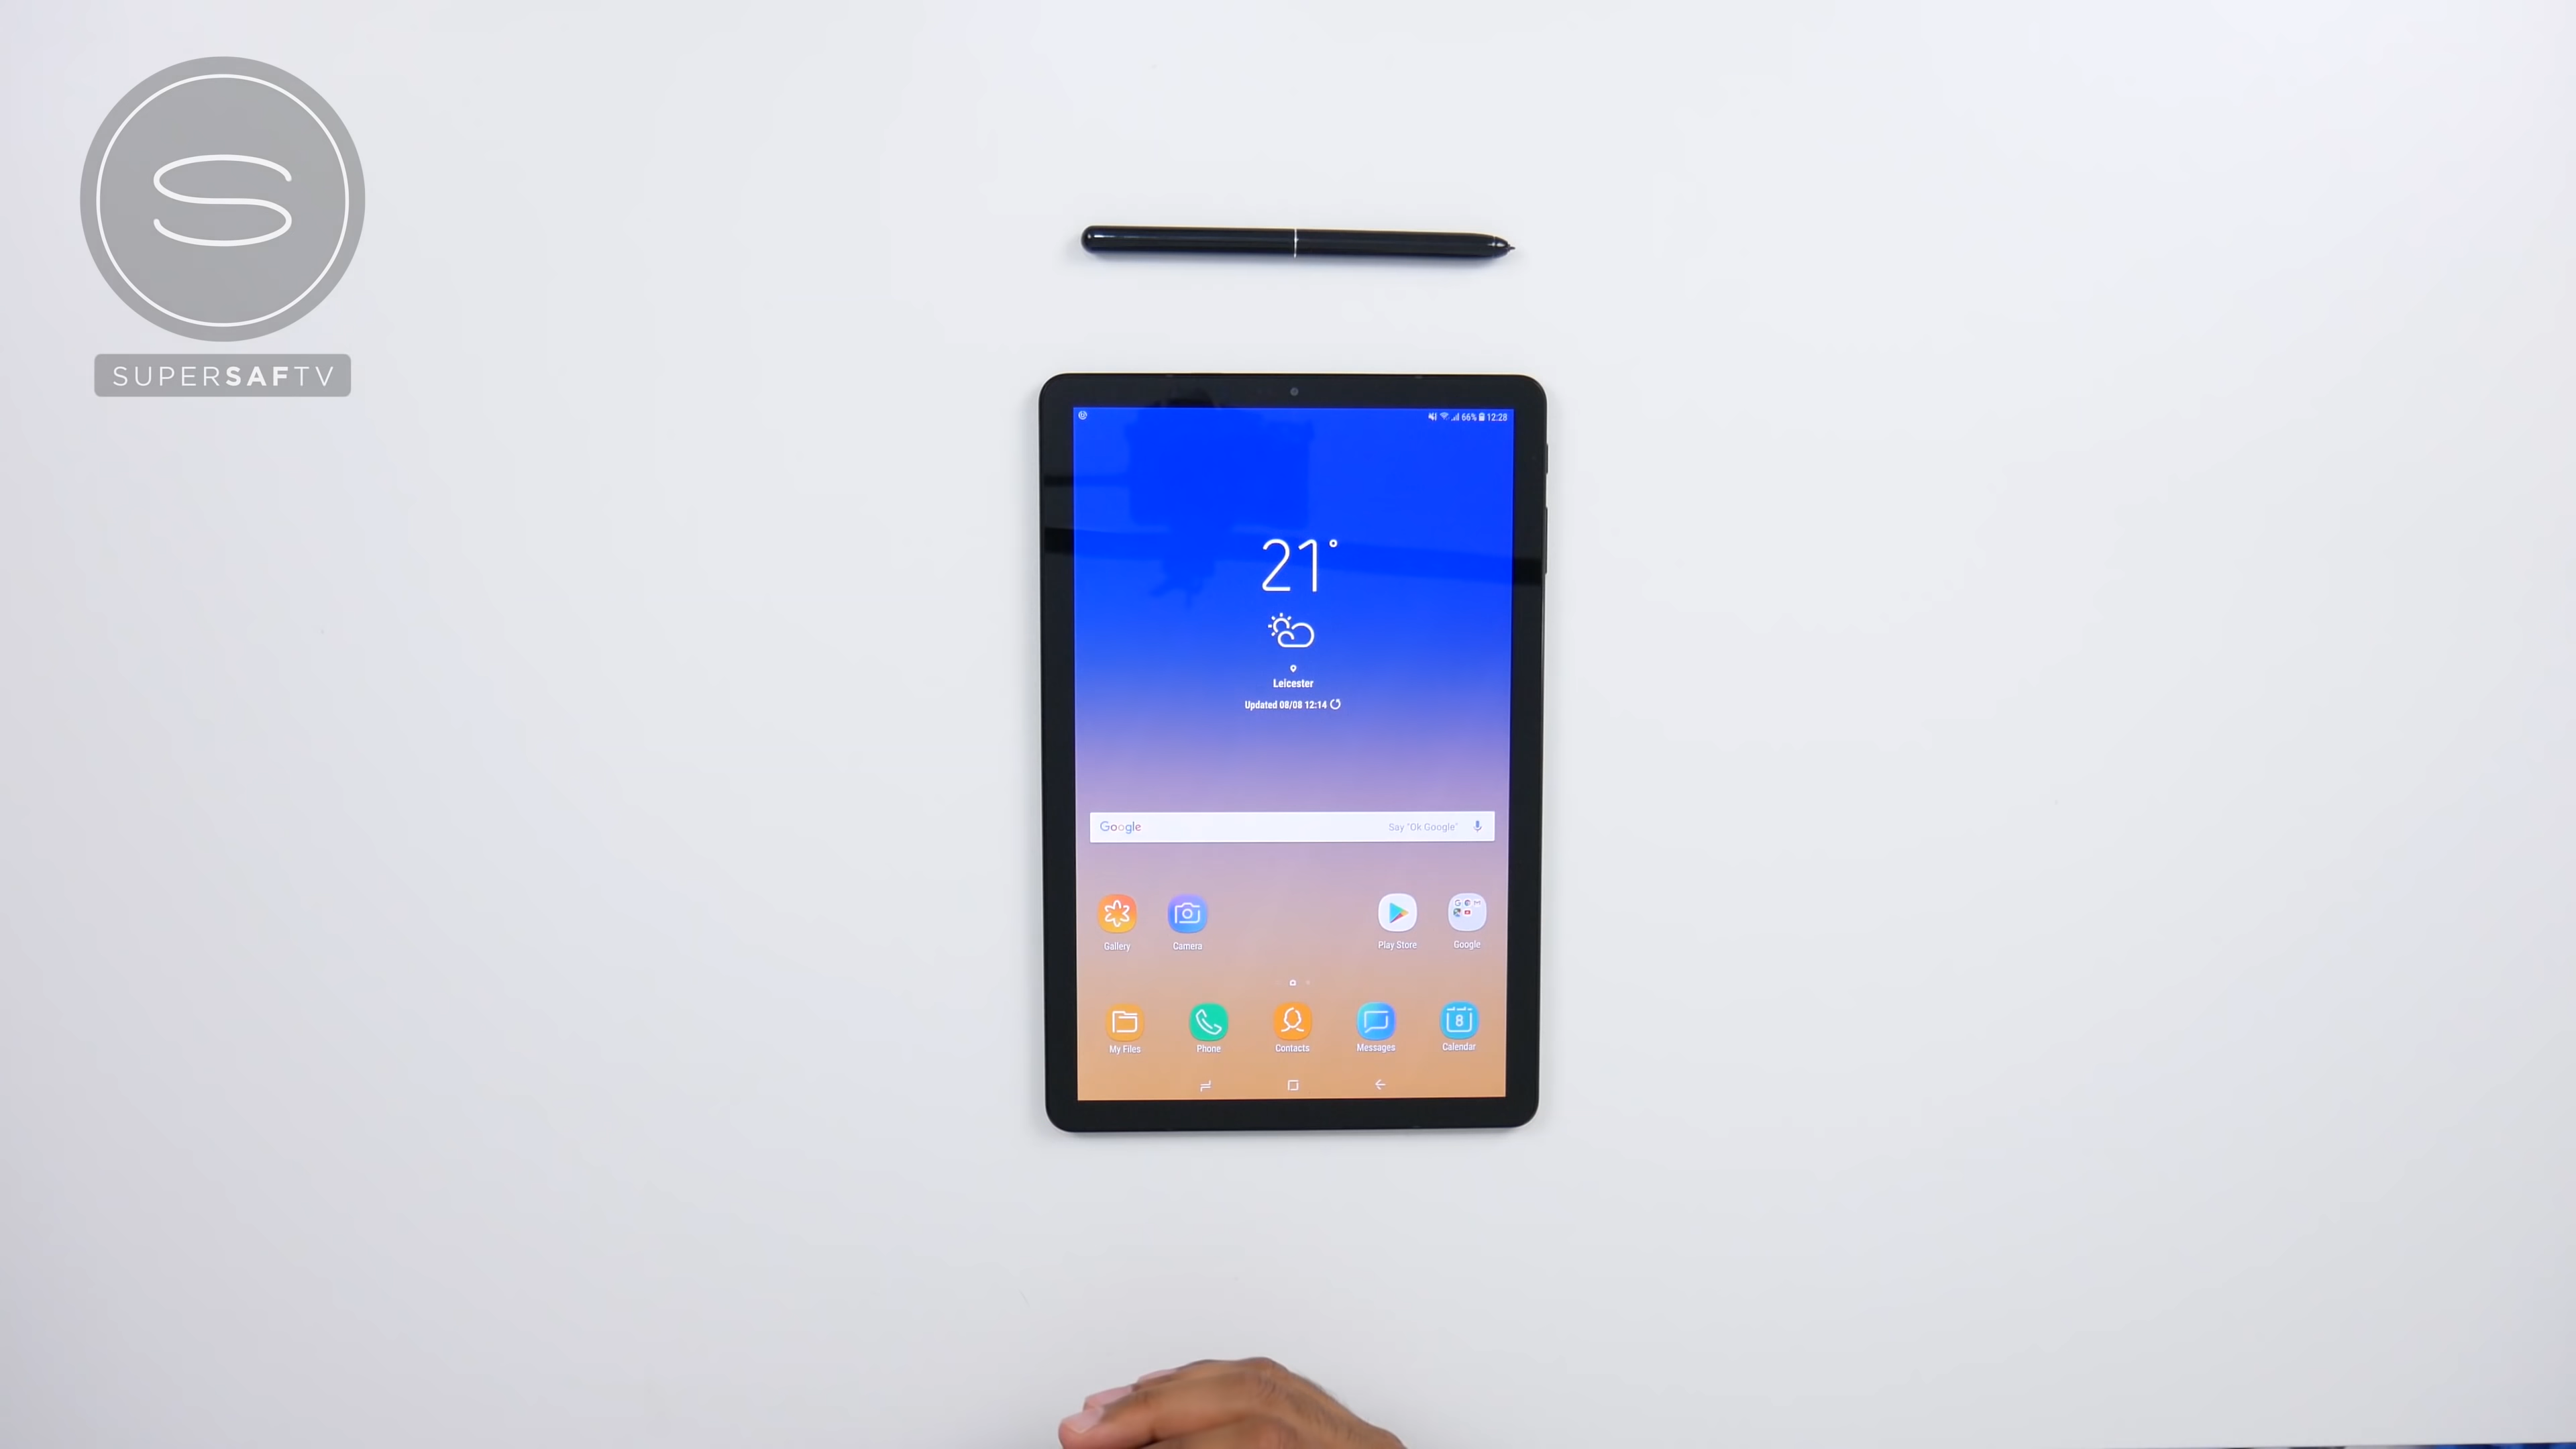 SUPERSAFTV
66% 12:28
21°
Leicester
Updated 08/08 12:14
Google Say "Ok Google"
Gallery Camera Play Store Google
8
My Files Phone Contacts Messages Calendar